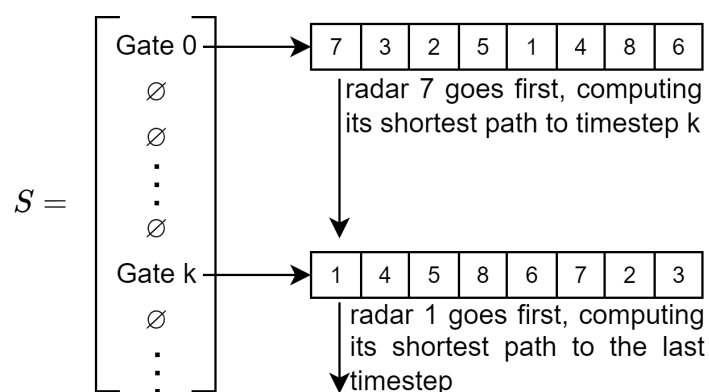 Gate 0
7 3 2 5 1 4 8 6
∅
radar 7 goes first, computing
its shortest path to timestep k
∅
S =
∅
Gate k
1 4 5 8 6 7 2 3
∅
radar 1 goes first, computing
its shortest path to the last
timestep